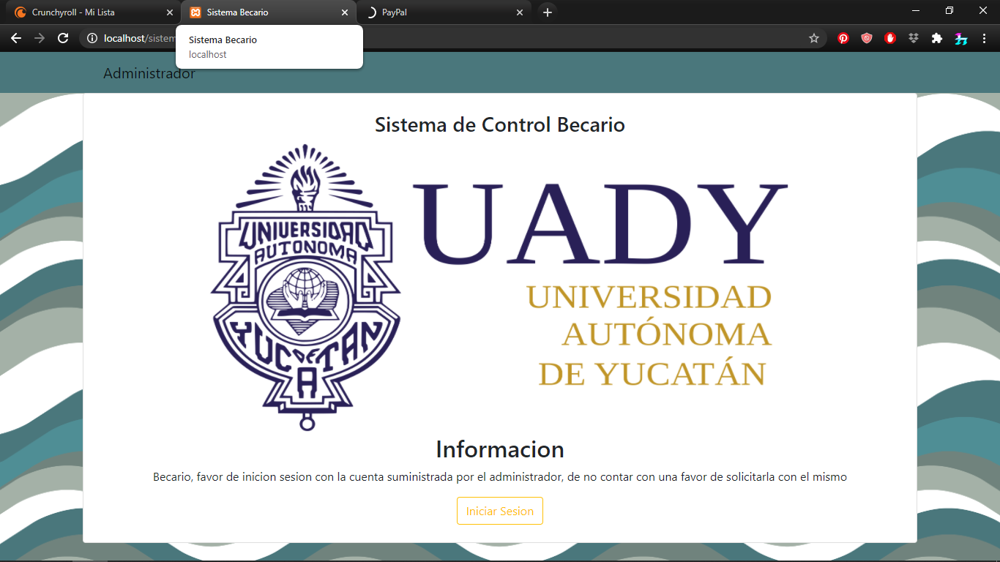 Crunchyroll - Mi Lista
Sistema Becario
PayPal
localhost/sistem
Sistema Becario
localhost
Administrador
Sistema de Control Becario
UNIVERSIDAD
AUTONOMA
YUCATAN
DE
UADY
UNIVERSIDAD
AUTÓNOMA
DE YUCATÁN
Informacion
Becario, favor de inicion sesion con la cuenta suministrada por el administrador, de no contar con una favor de solicitarla con el mismo
Iniciar Sesion